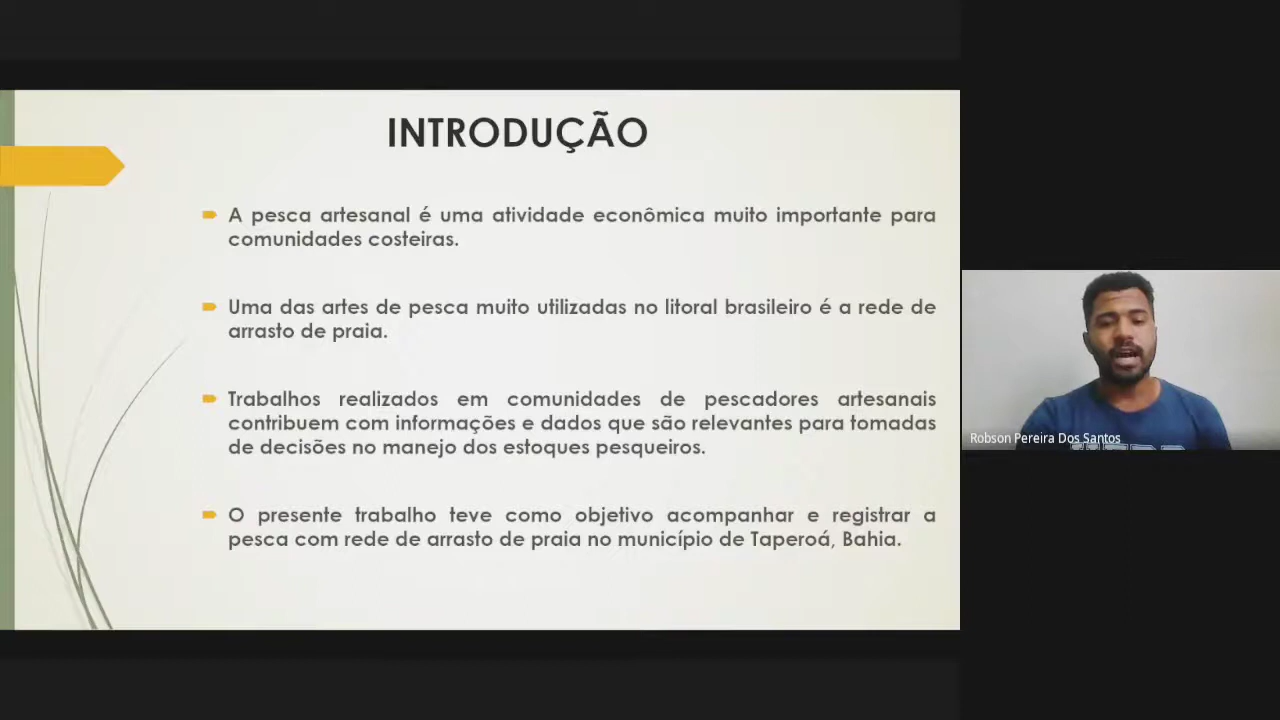 INTRODUÇÃO
A pesca artesanal é uma atividade econômica muito importante para
comunidades costeiras.
Uma das artes de pesca muito utilizadas no litoral brasileiro é a rede de
arrasto de praia.
Trabalhos realizados em comunidades de pescadores artesanais
contribuem com informações e dados que são relevantes para tomadas
de decisões no manejo dos estoques pesqueiros.
O presente trabalho teve como objetivo acompanhar e registrar a
pesca com rede de arrasto de praia no município de Taperoá, Bahia.
Robson Pereira Dos Santos